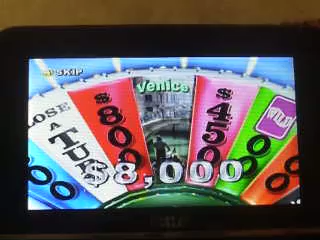 SKIP
Venice
LOSE
A
TURN
$800
$450
WILD
$8,000